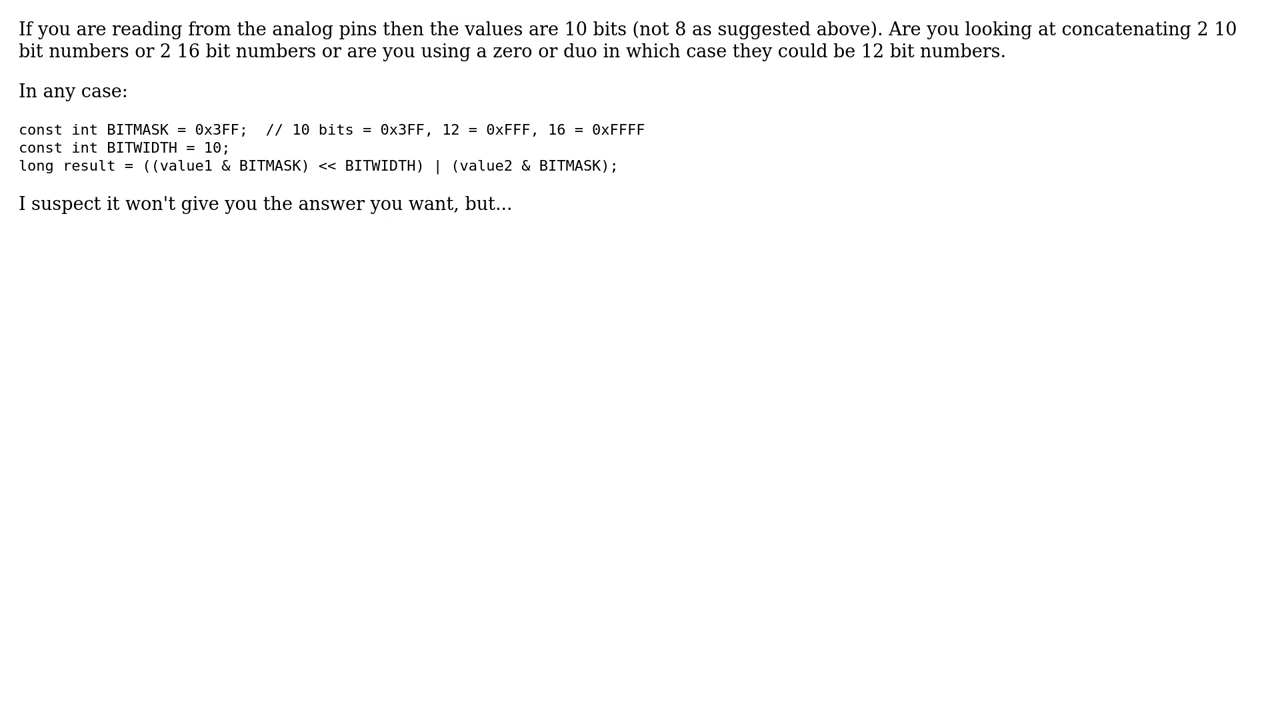 If you are reading from the analog pins then the values are 10 bits (not 8 as suggested above). Are you looking at concatenating 2 10
bit numbers or 2 16 bit numbers or are you using a zero or duo in which case they could be 12 bit numbers.
In any case:
const int BITMASK = 0x3FF;  // 10 bits = 0x3FF, 12 = 0xFFF, 16 = 0xFFFF
const int BITWIDTH = 10;
long result = ((value1 & BITMASK) << BITWIDTH) | (value2 & BITMASK);
I suspect it won't give you the answer you want, but...